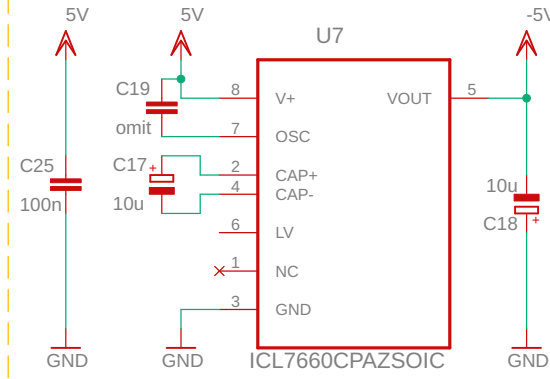 5V
5V
-5V
U7
C19
omit
8
V+
VOUT
5
7
OSC
C17
+
10u
2
CAP+
4
CAP-
C25
100n
10u
C18
+
6
LV
1
NC
3
GND
GND
GND
ICL7660CPAZSOIC
GND